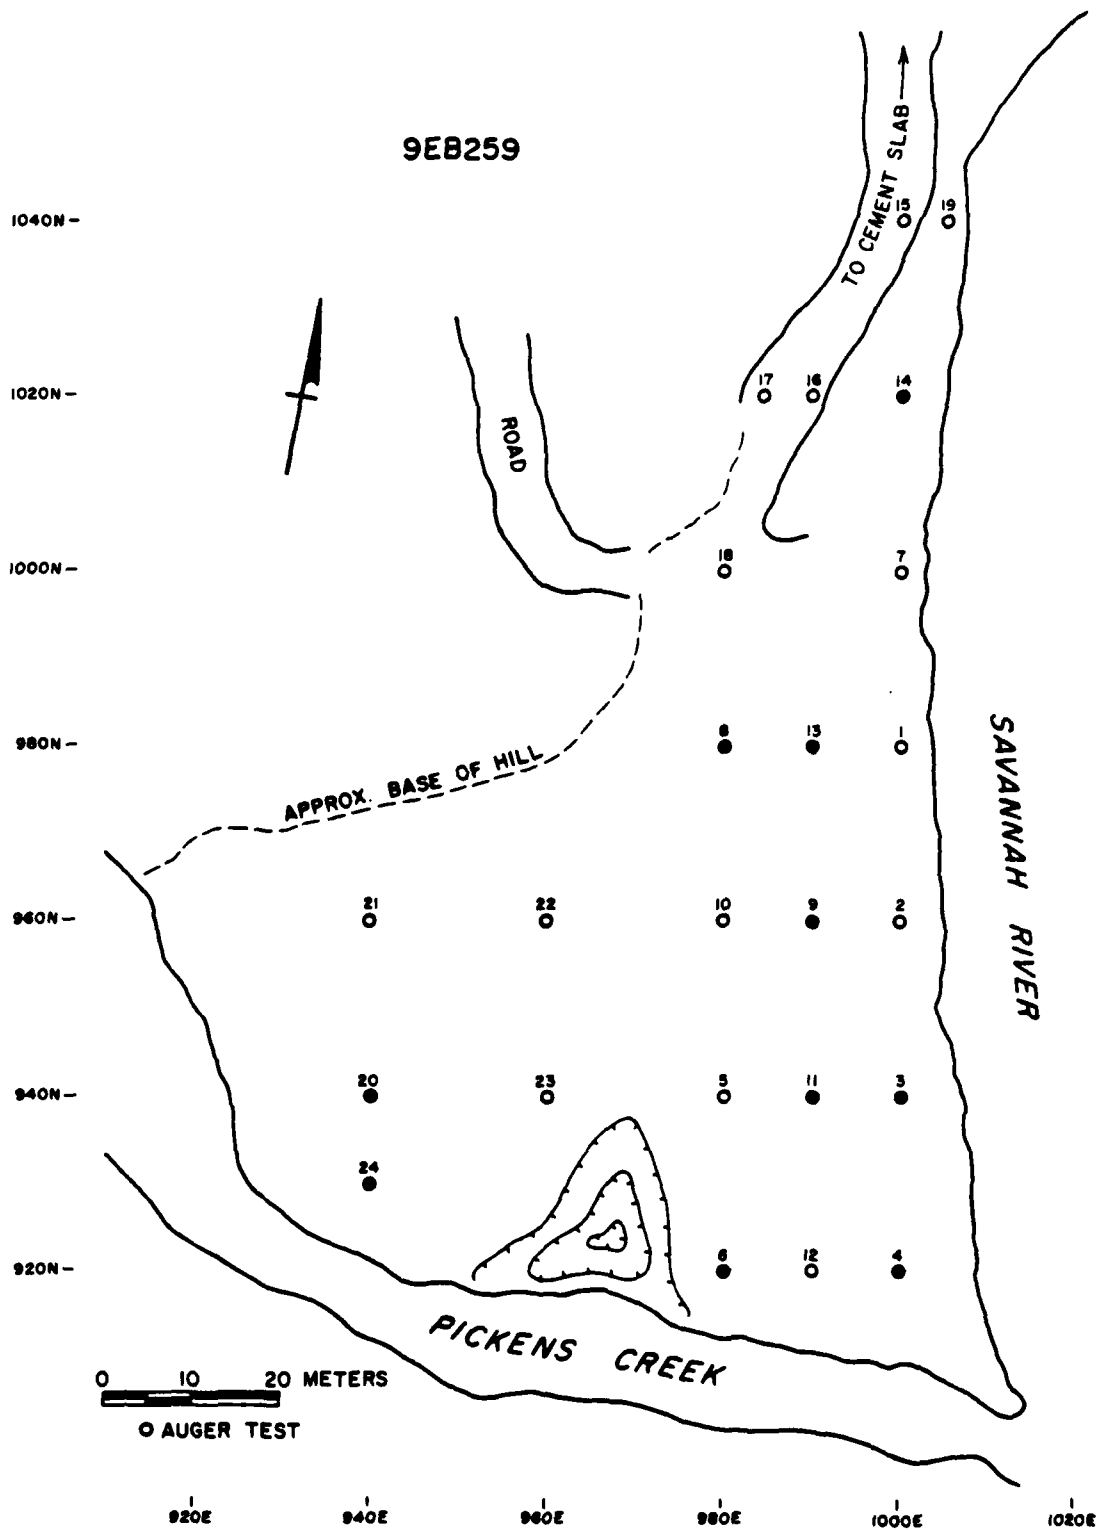 9EB259
TO CEMENT SLAB
15 19
1040N
17 16 14
1020N
ROAD
18 7
1000N
8 13 1
980N
APPROX. BASE OF HILL
SAVANNAH RIVER
21 22 10 9 2
960N
20 23 5 11 3
940N
24
6 12 4
920N
PICKENS CREEK
0 10 20 METERS
O AUGER TEST
920E 940E 960E 980E 1000E 1020E